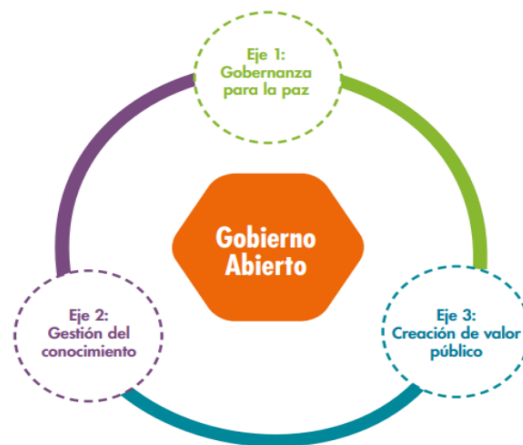 Eje 1:
Gobernanza
para la paz
Gobierno
Abierto
Eje 2:
Gestión del
conocimiento
Eje 3:
Creación de valor
público